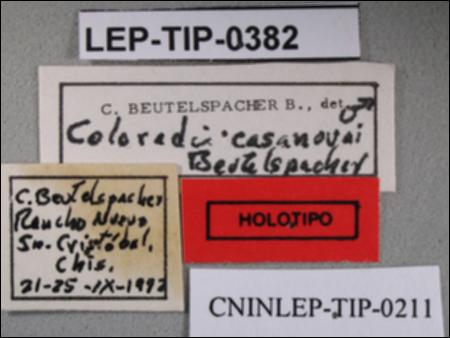 LEP-TIP-0382
C. BEUTELSPACHER B., det. ♂
Coloradia casanovai
Beutelspacher
C. Beutelspacher
Rancho Nuevo
Sn. Cristóbal,
Chis.
21-25-IX-1992
HOLOTIPO
CNINLEP-TIP-0211